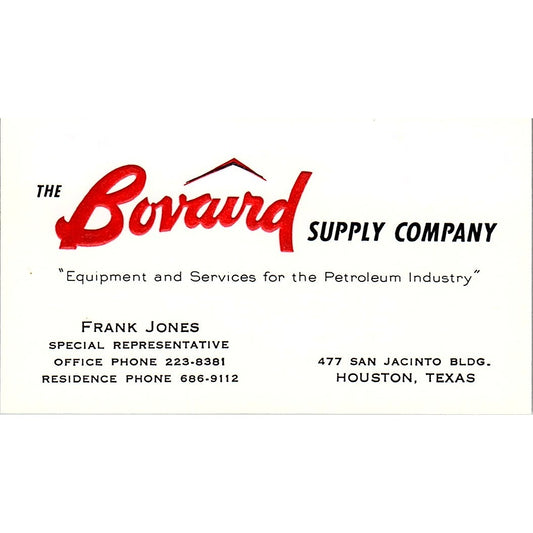 THE Bovaird SUPPLY COMPANY
"Equipment and Services for the Petroleum Industry"
FRANK JONES
SPECIAL REPRESENTATIVE
OFFICE PHONE 223-8381
RESIDENCE PHONE 686-9112
477 SAN JACINTO BLDG.
HOUSTON, TEXAS